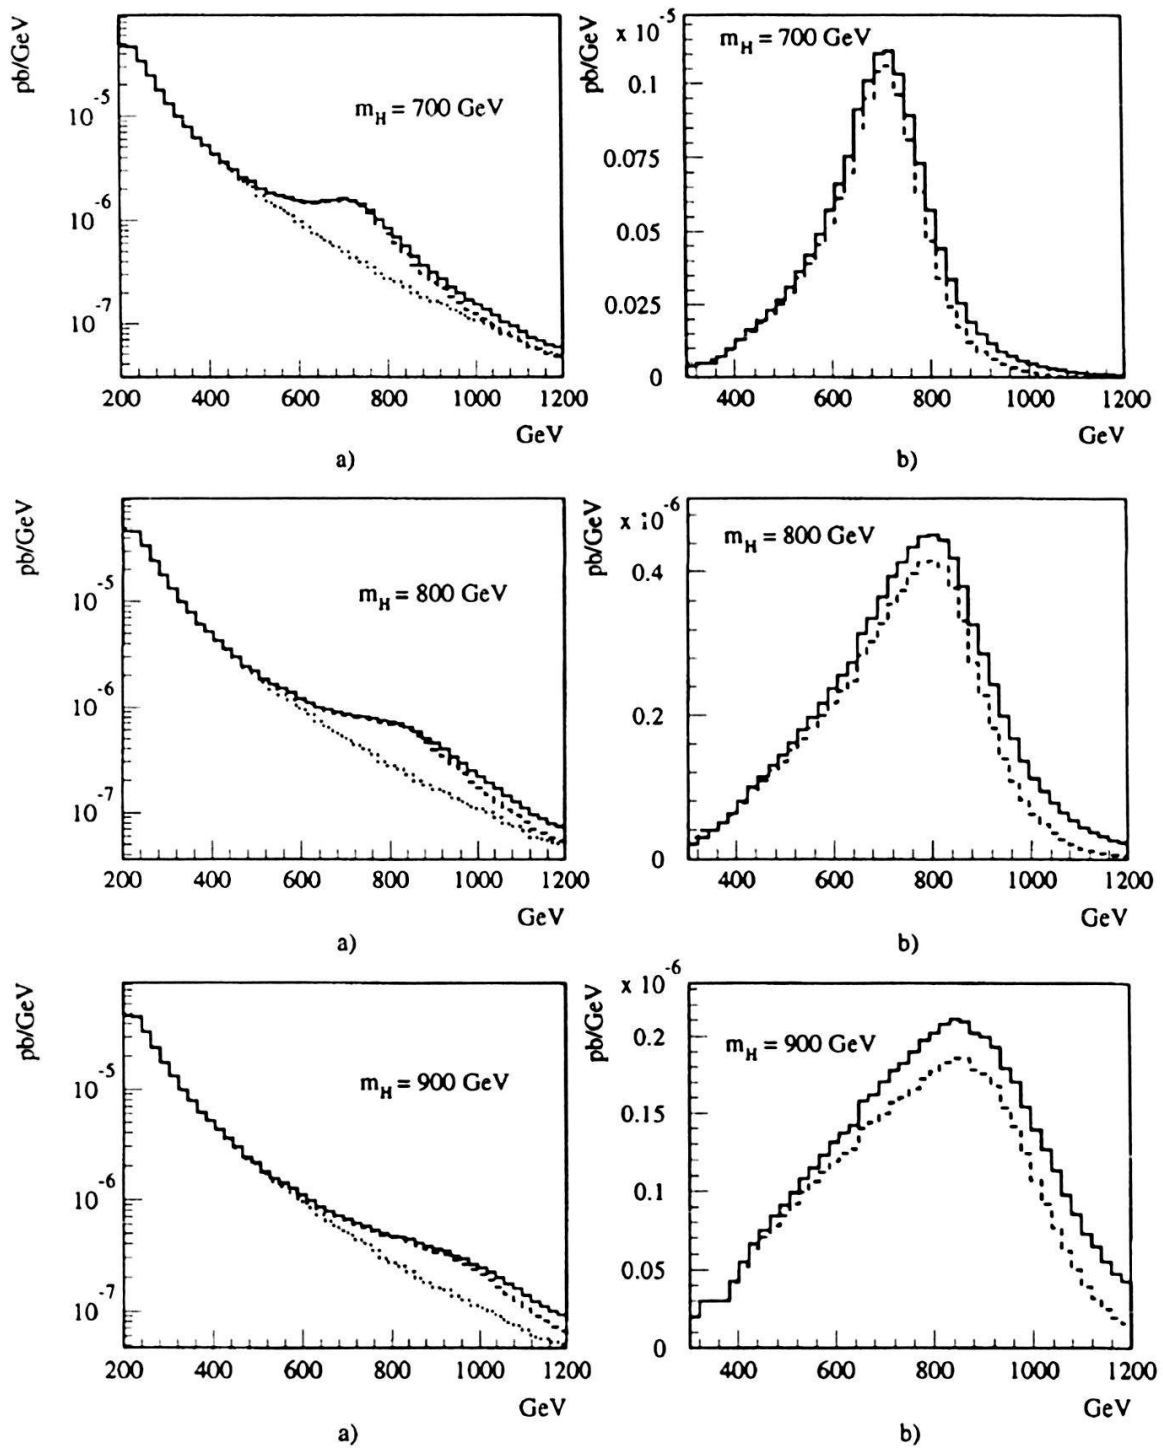 pb/GeV
m_H = 700 GeV
10^-5
10^-6
10^-7
200 400 600 800 1000 1200
GeV
a)
pb/GeV
x 10^-5
m_H = 700 GeV
0.1
0.075
0.05
0.025
0
400 600 800 1000 1200
GeV
b)
pb/GeV
m_H = 800 GeV
10^-5
10^-6
10^-7
200 400 600 800 1000 1200
GeV
a)
pb/GeV
x 10^-6
m_H = 800 GeV
0.4
0.2
0
400 600 800 1000 1200
GeV
b)
pb/GeV
m_H = 900 GeV
10^-5
10^-6
10^-7
200 400 600 800 1000 1200
GeV
a)
pb/GeV
x 10^-6
m_H = 900 GeV
0.2
0.15
0.1
0.05
0
400 600 800 1000 1200
GeV
b)